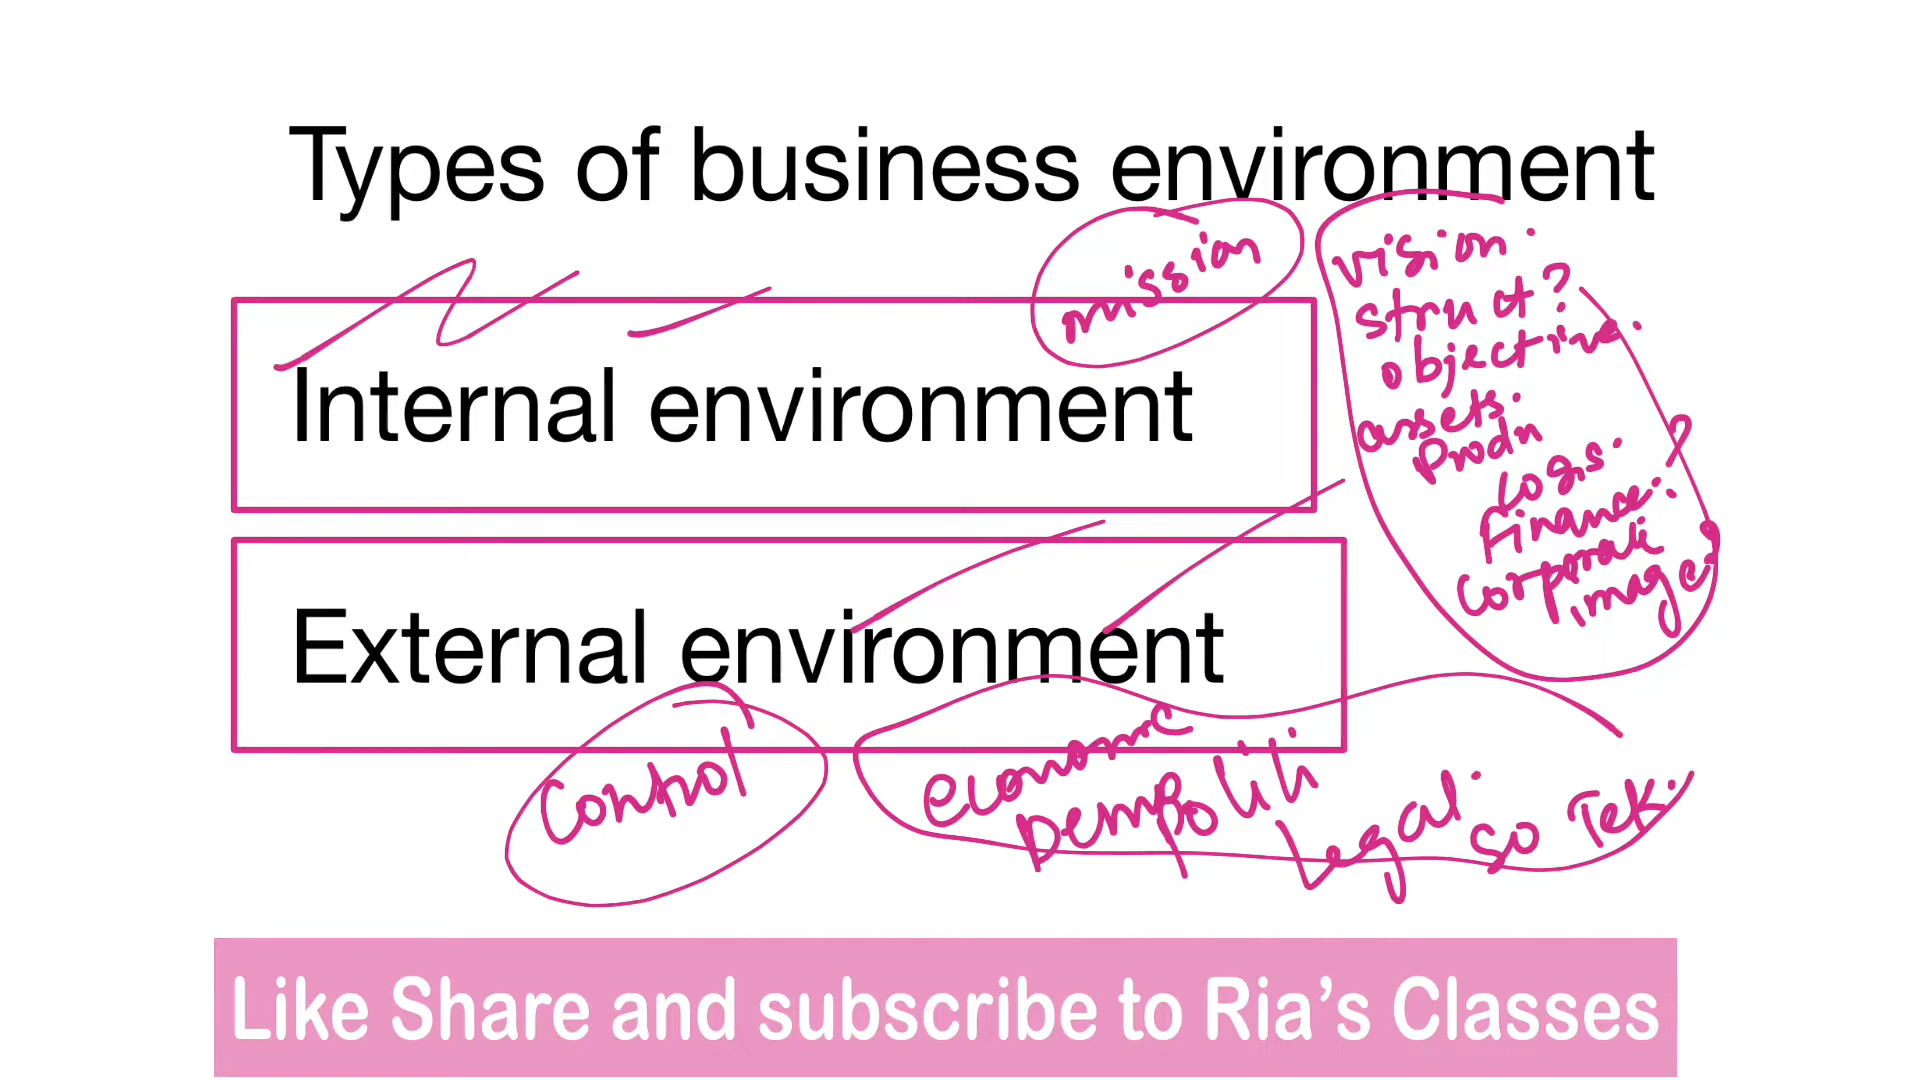 Types of business environment
mission
vision.
struct?
objective.
assets.
Prodn
Logs.
Finance.
Corporate
image
Internal environment
External environment
Control
economic
Demo
Politi
Legal.
so Tek.
Like Share and subscribe to Ria's Classes